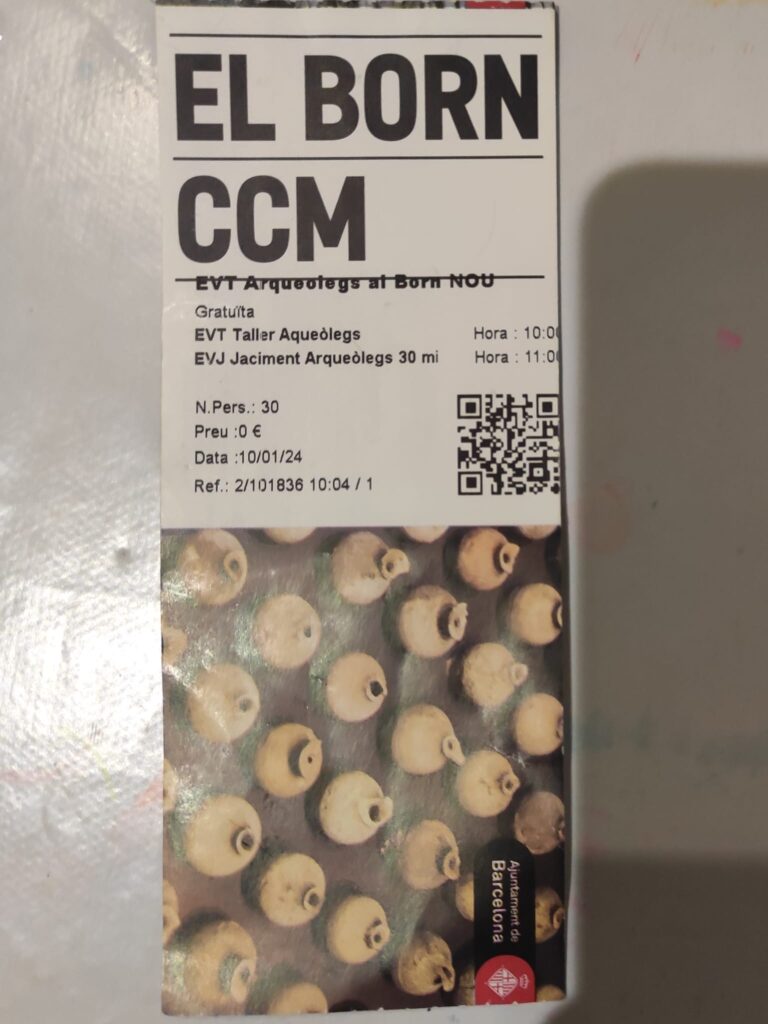 EL BORN
CCM
EVT Arqueòlegs al Born NOU
Gratuïta
EVT Taller Aqueòlegs Hora : 10:00
EVJ Jaciment Arqueòlegs 30 mi Hora : 11:00
N.Pers.: 30
Preu :0 €
Data :10/01/24
Ref.: 2/101836 10:04 / 1
Ajuntament de
Barcelona